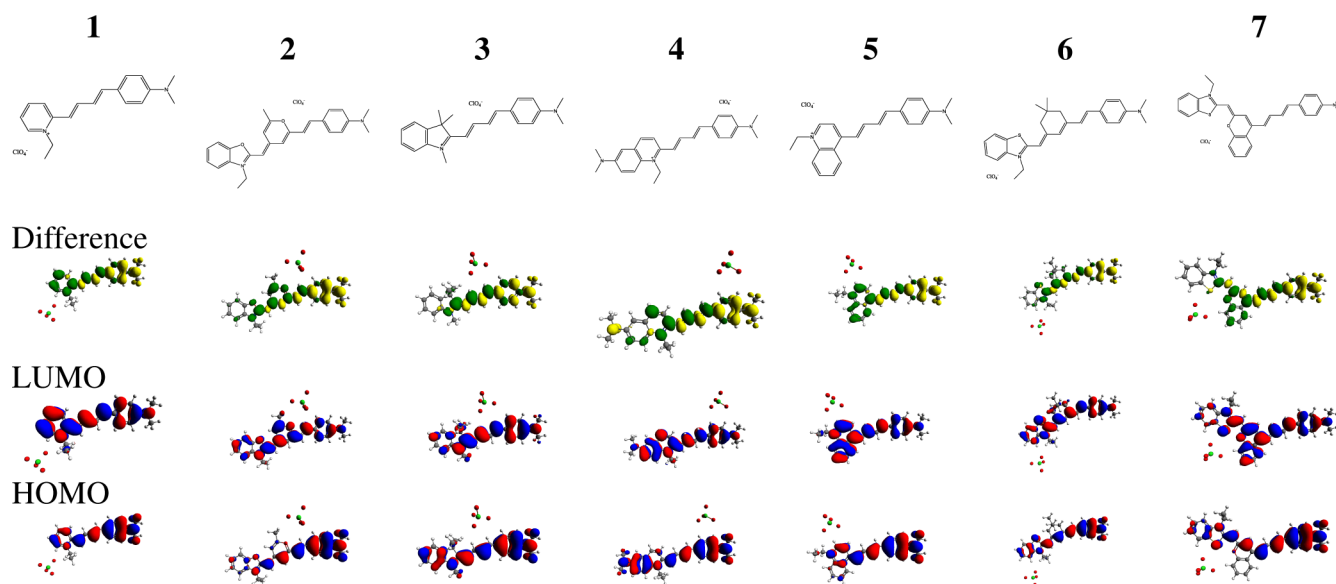 1 2 3 4 5 6 7
ClO₄⁻
N
N⁺
ClO₄⁻
O
O
N
N⁺
ClO₄⁻
N⁺
N
ClO₄⁻
N
N⁺
N
ClO₄⁻
N⁺
N
S
N⁺
N
ClO₄⁻
N⁺
S
O
N
ClO₄⁻
Difference
LUMO
HOMO